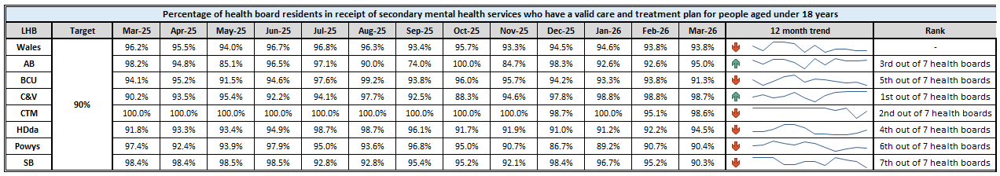 Percentage of health board residents in receipt of secondary mental health services who have a valid care and treatment plan for people aged under 18 years
LHB Target Mar-25 Apr-25 May-25 Jun-25 Jul-25 Aug-25 Sep-25 Oct-25 Nov-25 Dec-25 Jan-26 Feb-26 Mar-26 12 month trend Rank
Wales 96.2% 95.5% 94.0% 96.7% 96.8% 96.3% 93.4% 95.7% 93.3% 94.5% 94.6% 93.8% 93.8% -
AB 98.2% 94.8% 85.1% 96.5% 97.1% 90.0% 74.0% 100.0% 84.7% 98.3% 92.6% 92.6% 95.0% 3rd out of 7 health boards
BCU 94.1% 95.2% 91.5% 94.6% 97.6% 99.2% 93.8% 96.0% 95.7% 94.2% 93.3% 93.8% 91.3% 5th out of 7 health boards
C&V 90.2% 93.5% 95.4% 92.2% 94.1% 97.7% 92.5% 88.3% 94.6% 97.8% 98.8% 98.8% 98.7% 1st out of 7 health boards
90%
CTM 100.0% 100.0% 100.0% 100.0% 100.0% 100.0% 100.0% 100.0% 100.0% 98.7% 100.0% 95.1% 98.6% 2nd out of 7 health boards
HDda 91.8% 93.3% 93.4% 94.9% 98.7% 98.7% 96.1% 91.7% 91.9% 91.0% 91.2% 92.2% 94.5% 4th out of 7 health boards
Powys 97.4% 92.4% 93.9% 97.9% 95.0% 93.6% 96.8% 95.0% 90.7% 86.7% 89.2% 90.7% 90.4% 6th out of 7 health boards
SB 98.4% 98.4% 98.5% 98.5% 92.8% 92.8% 95.4% 95.2% 92.1% 98.4% 96.7% 95.2% 90.3% 7th out of 7 health boards